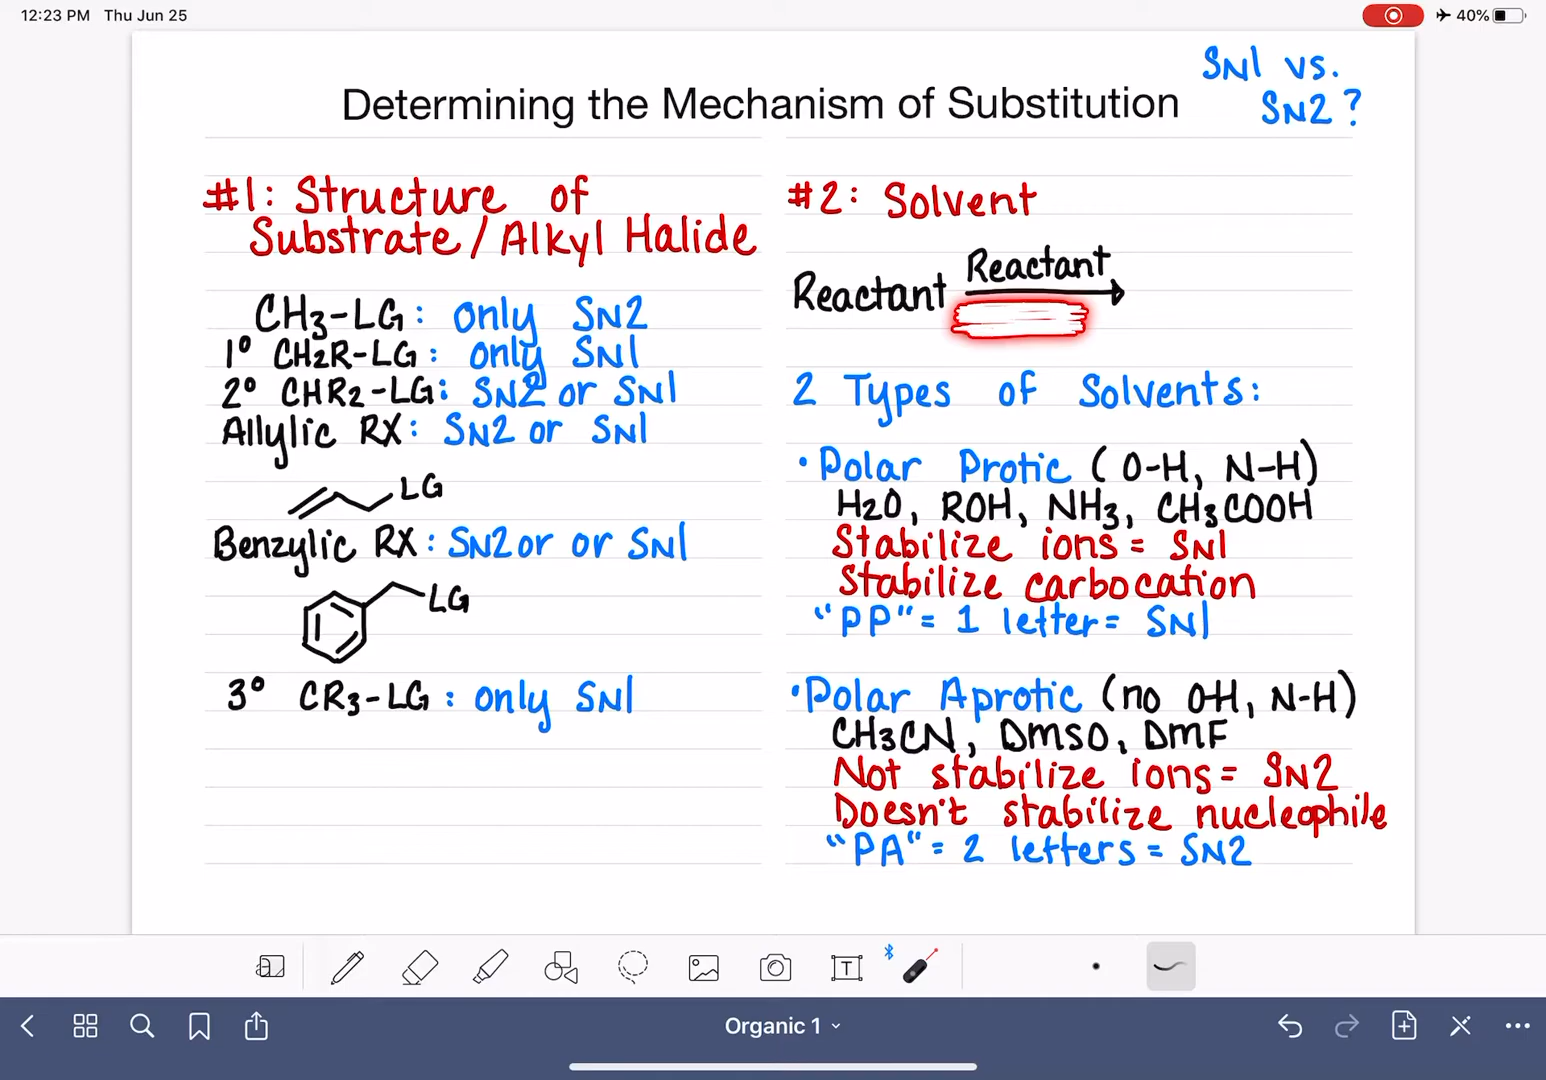 12:23 PM Thu Jun 25
40%
SN1 vs.
SN2 ?
Determining the Mechanism of Substitution
#1: Structure of
Substrate / Alkyl Halide
CH3-LG: only SN2
1° CH2R-LG: only SN1
2° CHR2-LG: SN2 or SN1
Allylic RX: SN2 or SN1
LG
Benzylic RX: SN2 or or SN1
LG
3° CR3-LG: only SN1
#2: Solvent
Reactant
Reactant
2 Types of Solvents:
• Polar Protic (O-H, N-H)
H2O, ROH, NH3, CH3COOH
Stabilize ions = SN1
Stabilize carbocation
"PP" = 1 letter = SN1
• Polar Aprotic (no OH, N-H)
CH3CN, DMSO, DMF
Not stabilize ions = SN2
Doesn't stabilize nucleophile
"PA" = 2 letters = SN2
T
Organic 1